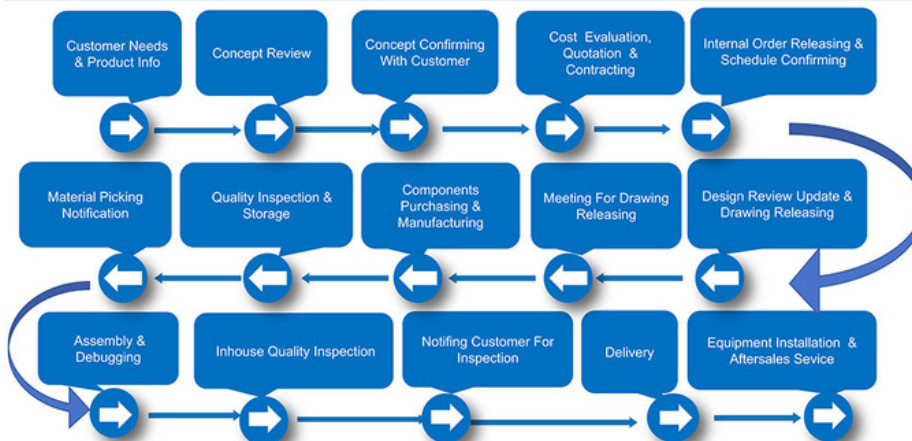 Customer Needs
& Product Info
Concept Review
Concept Confirming
With Customer
Cost Evaluation,
Quotation &
Contracting
Internal Order Releasing &
Schedule Confirming
Material Picking
Notification
Quality Inspection &
Storage
Components
Purchasing &
Manufacturing
Meeting For Drawing
Releasing
Design Review Update &
Drawing Releasing
Assembly &
Debugging
Inhouse Quality Inspection
Notifing Customer For
Inspection
Delivery
Equipment Installation &
Aftersales Sevice